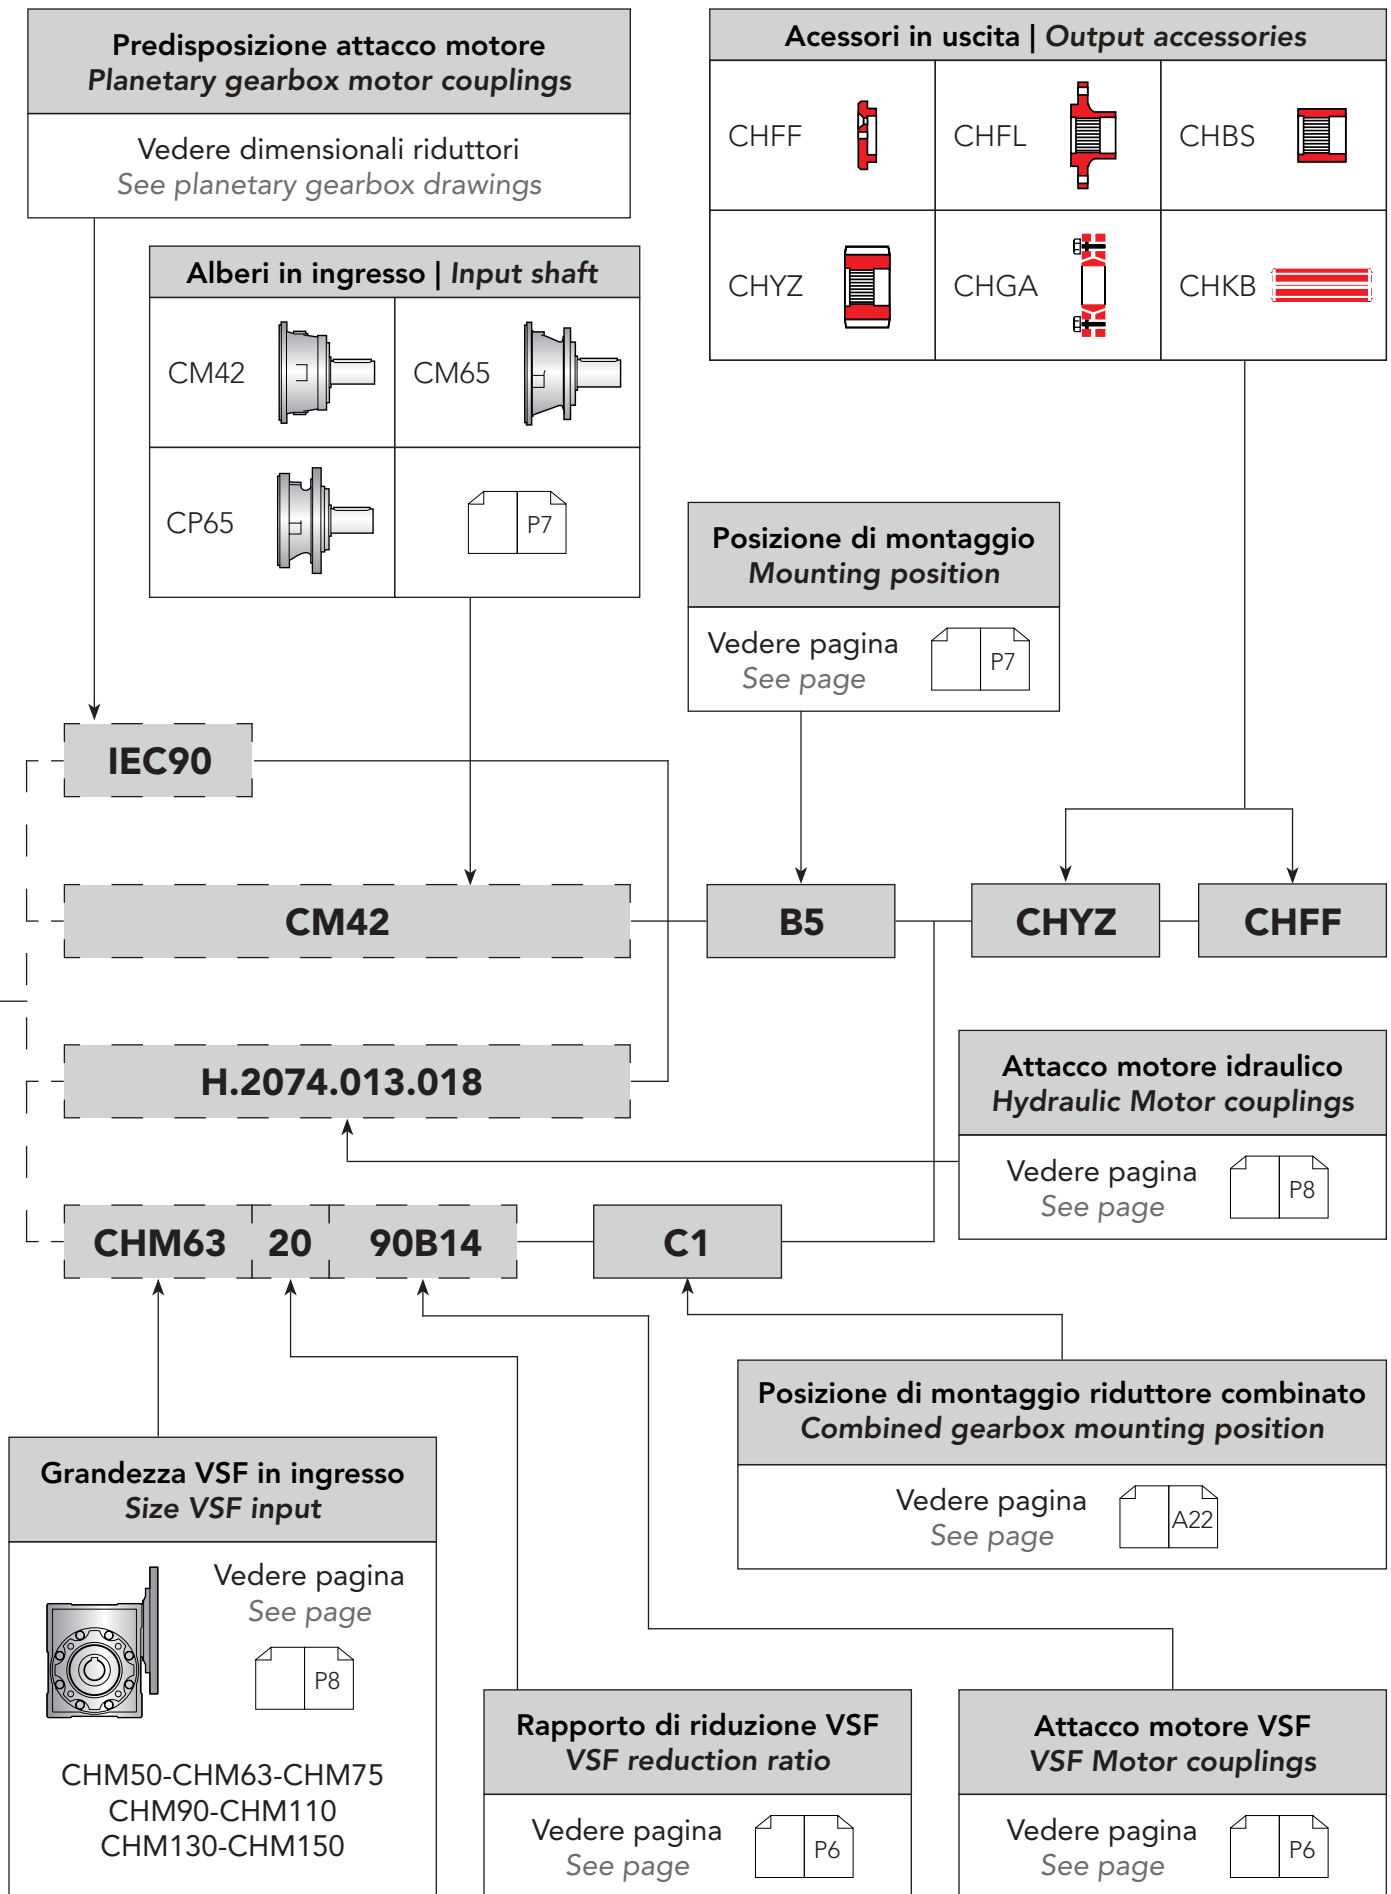 Predisposizione attacco motore
Planetary gearbox motor couplings
Vedere dimensionali riduttori
See planetary gearbox drawings
Acessori in uscita | Output accessories
CHFF
CHFL
CHBS
CHYZ
CHGA
CHKB
Alberi in ingresso | Input shaft
CM42
CM65
CP65
P7
Posizione di montaggio
Mounting position
Vedere pagina
See page
P7
IEC90
CM42
B5
CHYZ
CHFF
H.2074.013.018
Attacco motore idraulico
Hydraulic Motor couplings
Vedere pagina
See page
P8
CHM63
20
90B14
C1
Posizione di montaggio riduttore combinato
Combined gearbox mounting position
Vedere pagina
See page
A22
Grandezza VSF in ingresso
Size VSF input
Vedere pagina
See page
P8
CHM50-CHM63-CHM75
CHM90-CHM110
CHM130-CHM150
Rapporto di riduzione VSF
VSF reduction ratio
Vedere pagina
See page
P6
Attacco motore VSF
VSF Motor couplings
Vedere pagina
See page
P6